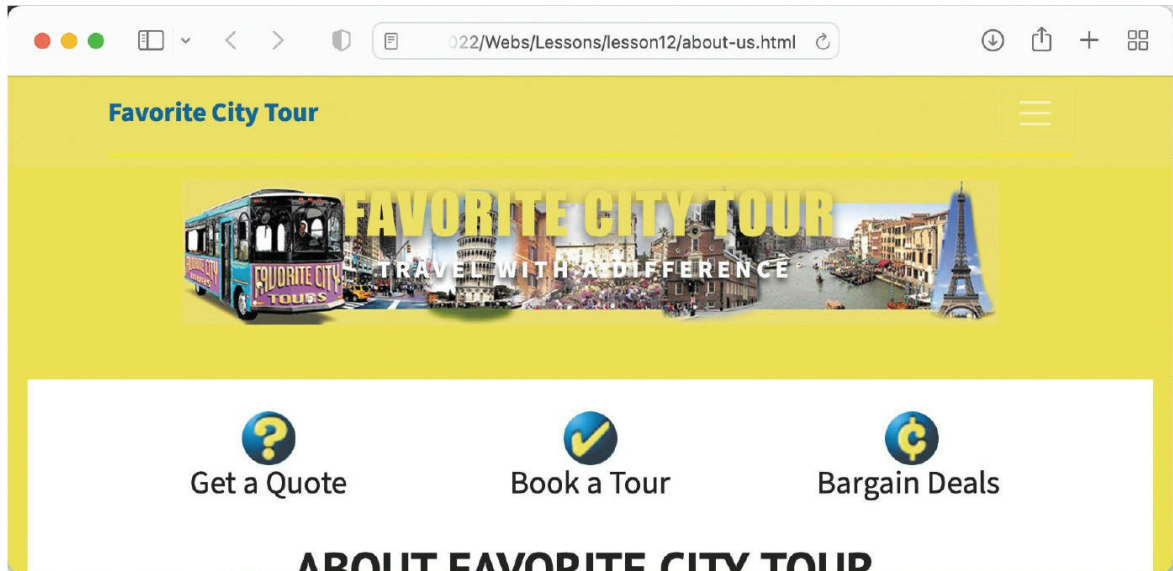 022/Webs/Lessons/lesson12/about-us.html
Favorite City Tour
FAVORITE CITY TOUR
TRAVEL WITH A DIFFERENCE
FAVORITE CITY
TOURS
Get a Quote
Book a Tour
Bargain Deals
ABOUT FAVORITE CITY TOUR